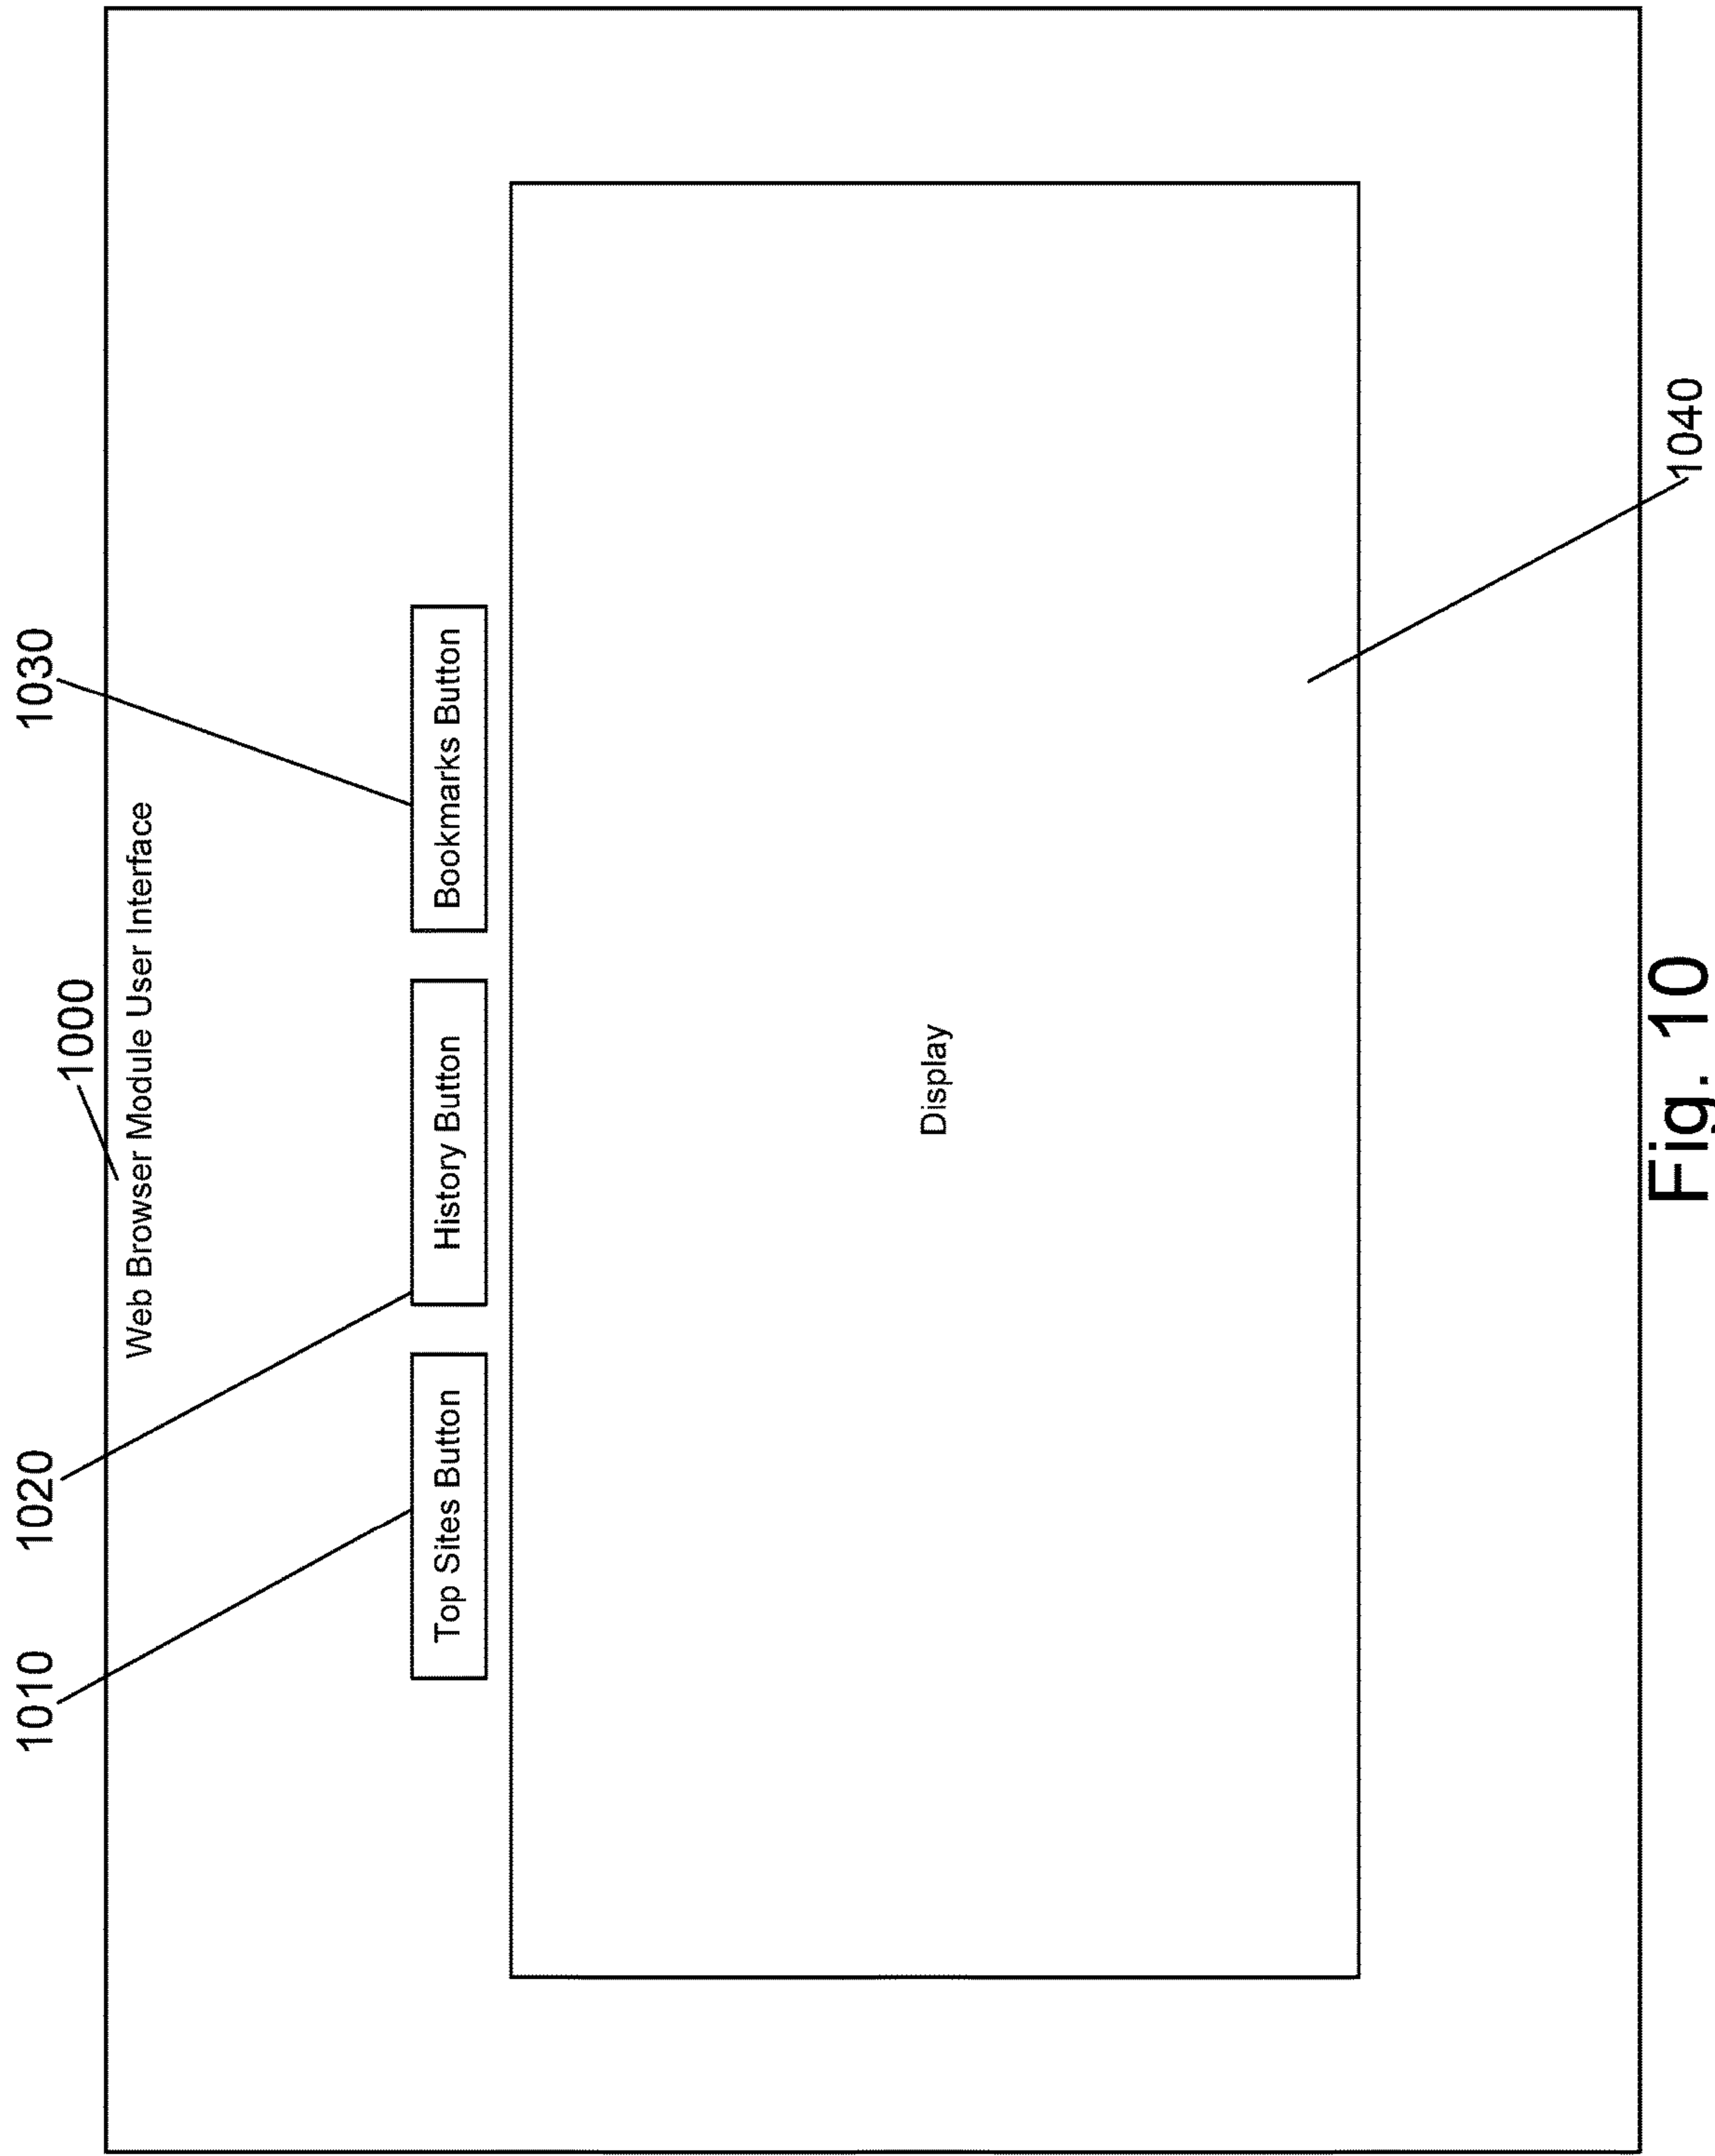 1010
1020
1000
1030
Web Browser Module User Interface
Top Sites Button
History Button
Bookmarks Button
Display
1040
Fig. 10